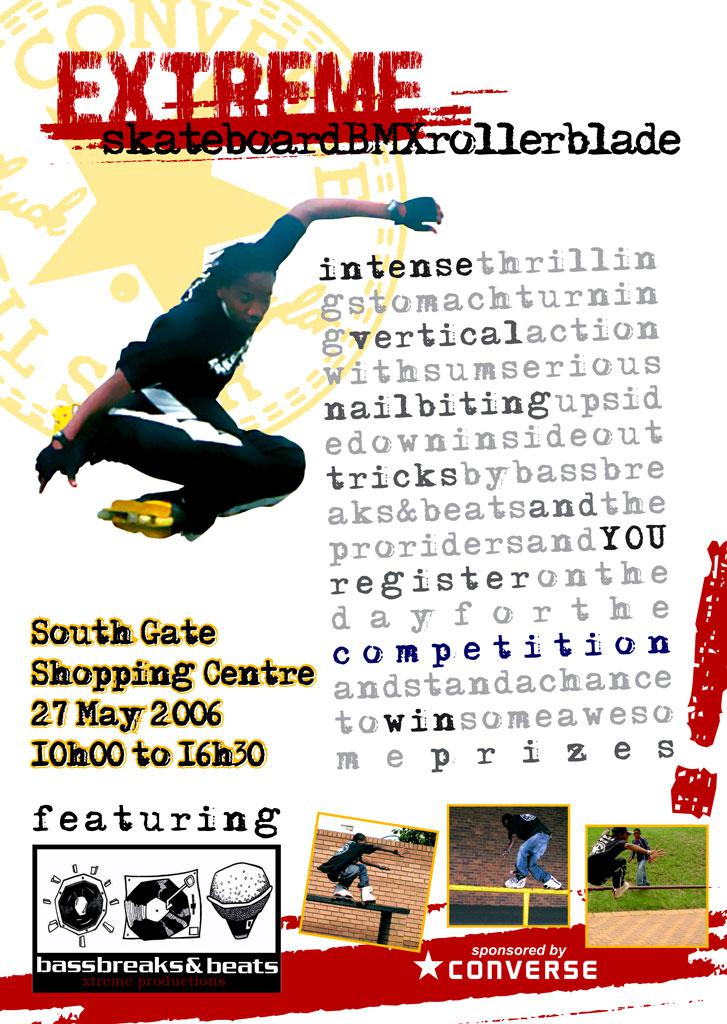 CONVE
EXTREME
skateboardBMXrollerblade
intensethrillin
gstomachturnin
gverticalaction
withsumserious
nailbitingupsid
edowninsideout
tricksbybassbre
aks&beatsandthe
proridersandYOU
registeronthe
dayforthe
competition
andstandachance
towinsomeaweso
meprizes
South Gate
Shopping Centre
27 May 2006
10h00 to 16h30
featuring
bassbreaks&beats
xtreme productions
sponsored by
CONVERSE